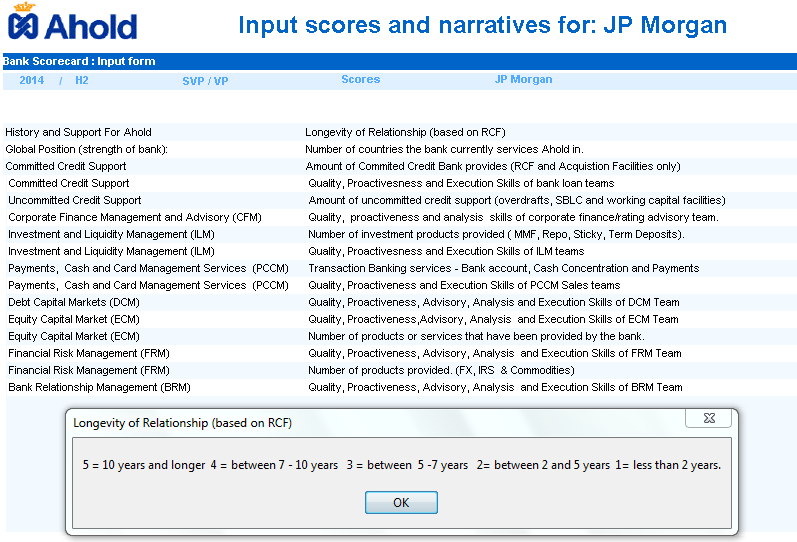 Ahold
Input scores and narratives for: JP Morgan
Bank Scorecard : Input form
2014 / H2 SVP / VP Scores JP Morgan
History and Support For Ahold Longevity of Relationship (based on RCF)
Global Position (strength of bank): Number of countries the bank currently services Ahold in.
Committed Credit Support Amount of Commited Credit Bank provides (RCF and Acquistion Facilities only)
Committed Credit Support Quality, Proactivesness and Execution Skills of bank loan teams
Uncommitted Credit Support Amount of uncommitted credit support (overdrafts, SBLC and working capital facilities)
Corporate Finance Management and Advisory (CFM) Quality, proactiveness and analysis skills of corporate finance/rating advisory team.
Investment and Liquidity Management (ILM) Number of investment products provided ( MMF, Repo, Sticky, Term Deposits).
Investment and Liquidity Management (ILM) Quality, Proactiveness and Execution Skills of ILM teams
Payments, Cash and Card Management Services (PCCM) Transaction Banking services - Bank account, Cash Concentration and Payments
Payments, Cash and Card Management Services (PCCM) Quality, Proactiveness and Execution Skills of PCCM Sales teams
Debt Capital Markets (DCM) Quality, Proactiveness, Advisory, Analysis and Execution Skills of DCM Team
Equity Capital Market (ECM) Quality, Proactiveness,Advisory, Analysis and Execution Skills of ECM Team
Equity Capital Market (ECM) Number of products or services that have been provided by the bank.
Financial Risk Management (FRM) Quality, Proactiveness, Advisory, Analysis and Execution Skills of FRM Team
Financial Risk Management (FRM) Number of products provided. (FX, IRS & Commodities)
Bank Relationship Management (BRM) Quality, Proactiveness, Advisory, Analysis and Execution Skills of BRM Team
Longevity of Relationship (based on RCF)
5 = 10 years and longer 4 = between 7 - 10 years 3 = between 5 -7 years 2= between 2 and 5 years 1= less than 2 years.
OK